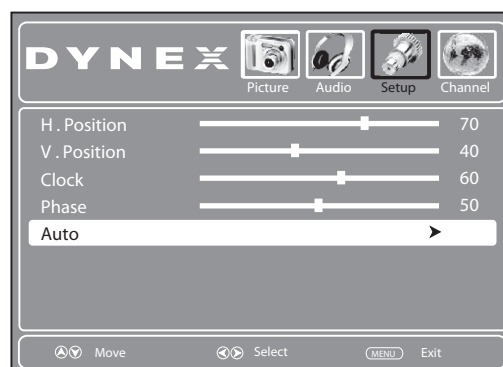 DYNEX
Picture Audio Setup Channel
H . Position 70
V . Position 40
Clock 60
Phase 50
Auto
Move Select MENU Exit